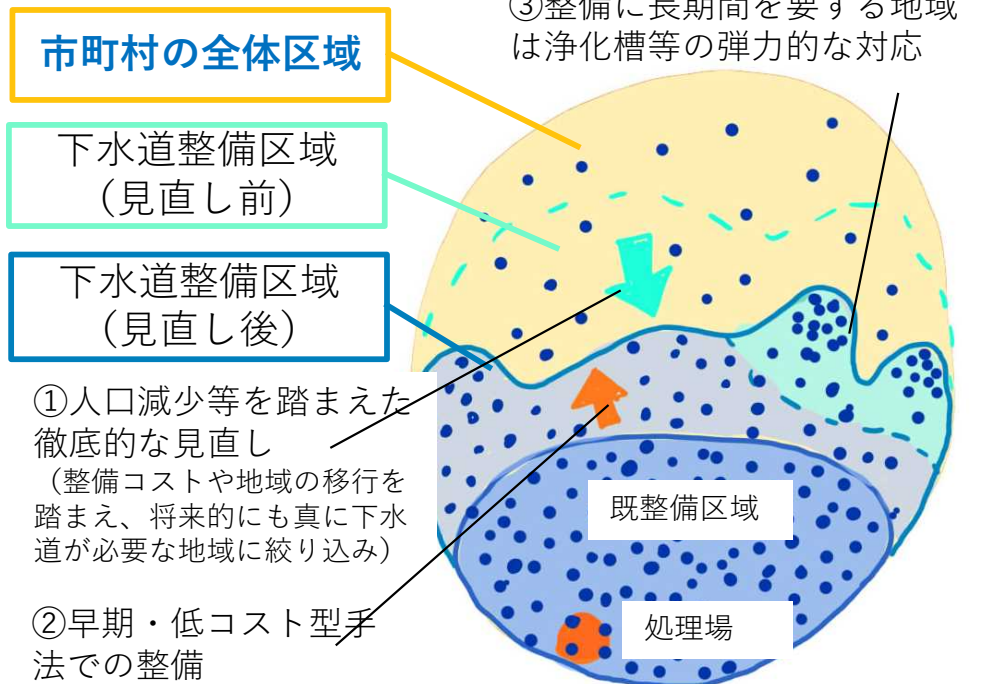 ③整備に長期間を要する地域
は浄化槽等の弾力的な対応
市町村の全体区域
下水道整備区域
（見直し前）
下水道整備区域
（見直し後）
①人口減少等を踏まえた
徹底的な見直し
（整備コストや地域の移行を
踏まえ、将来的にも真に下水
道が必要な地域に絞り込み）
②早期・低コスト型手
法での整備
既整備区域
処理場